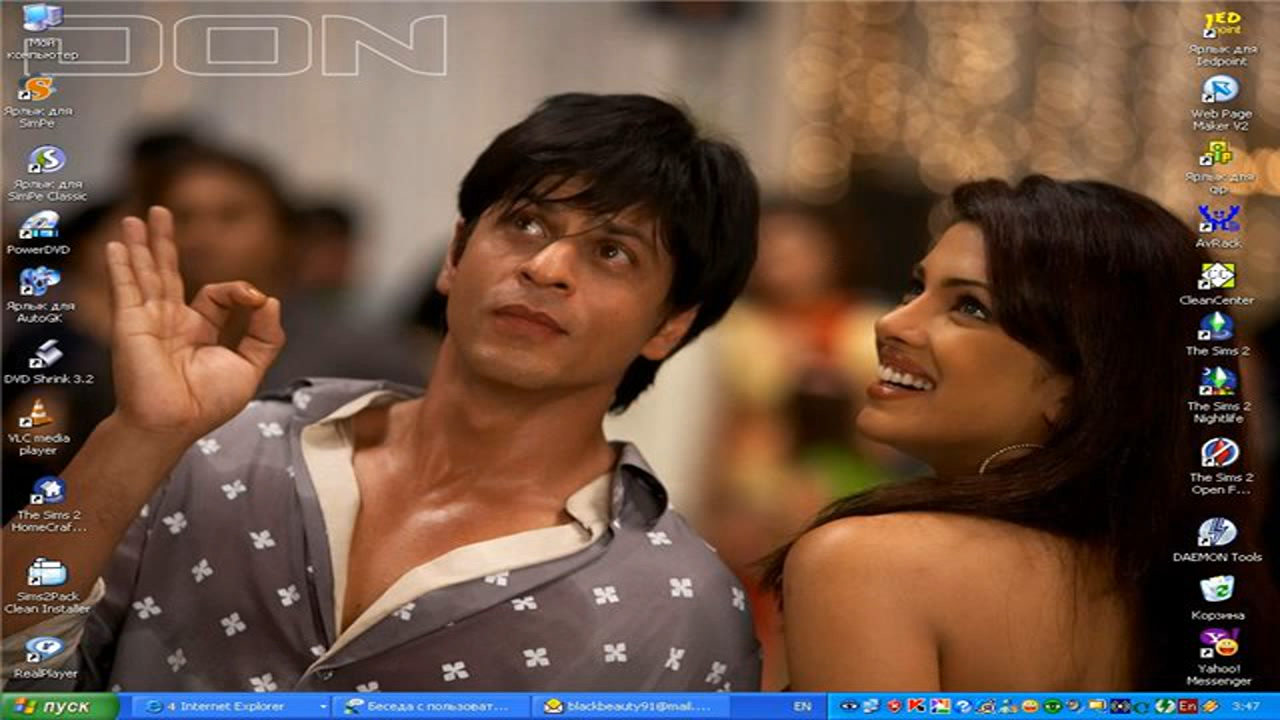 DON
Мой
компьютер
Ярлык для
SimPe
Ярлык для
SimPe Classic
PowerDVD
Ярлык для
AutoGK
DVD Shrink 3.2
VLC media
player
The Sims 2
HomeCraf...
Sims2Pack
Clean Installer
RealPlayer
IED
point
Ярлык для
Iedpoint
Web Page
Maker V2
Ярлык для
qip
AvRack
CleanCenter
The Sims 2
The Sims 2
Nightlife
The Sims 2
Open F...
DAEMON Tools
Корзина
Yahoo!
Messenger
пуск
4 Internet Explorer
Беседа с пользоват...
blackbeauty91@mail....
EN
En
3:47